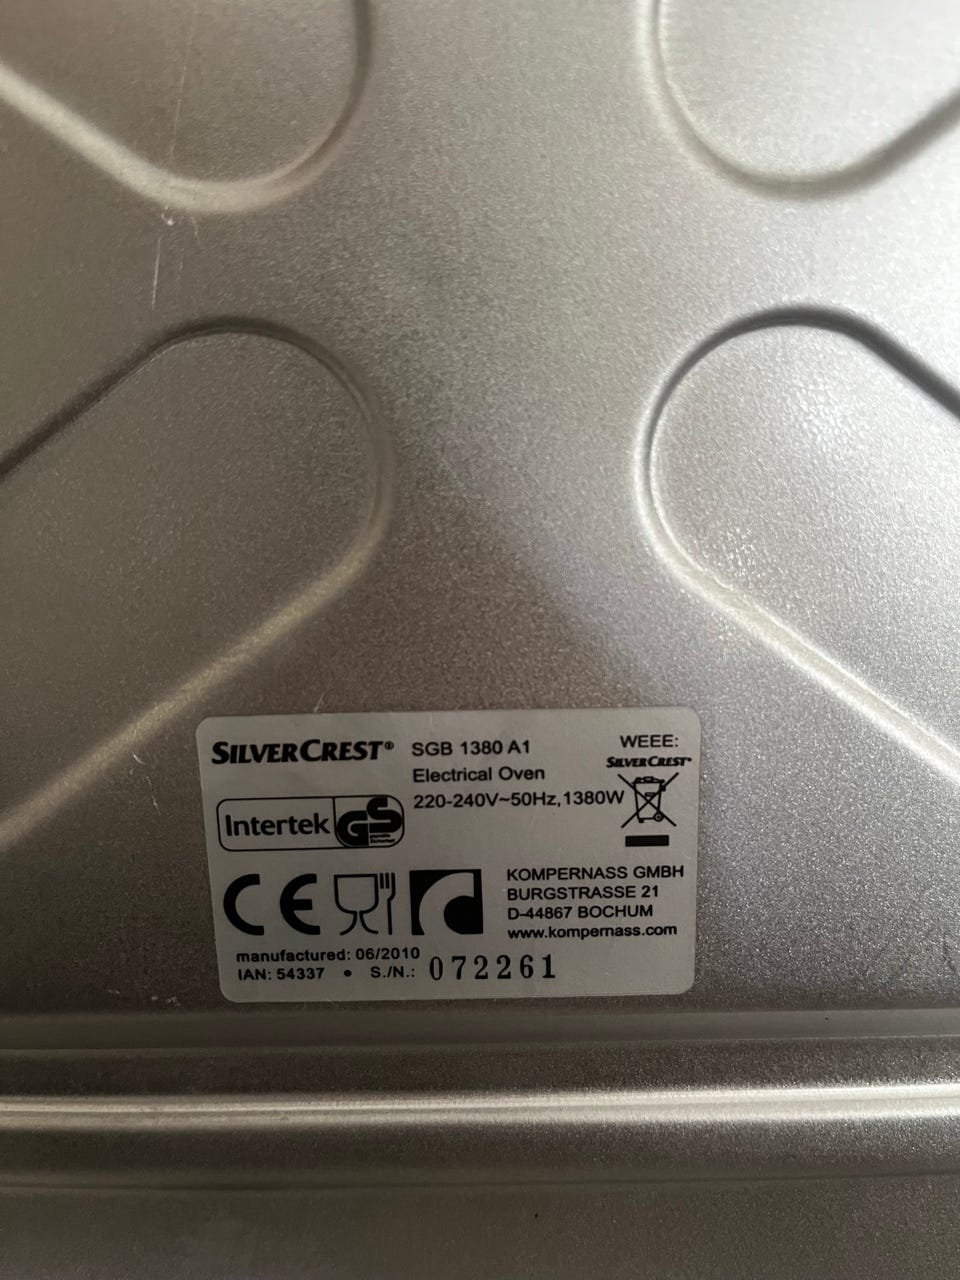 SILVERCREST® SGB 1380 A1
Electrical Oven
220-240V~50Hz,1380W
WEEE:
SILVERCREST®
Intertek GS
CE
KOMPERNASS GMBH
BURGSTRASSE 21
D-44867 BOCHUM
www.kompernass.com
manufactured: 06/2010
IAN: 54337 • S./N.: 072261